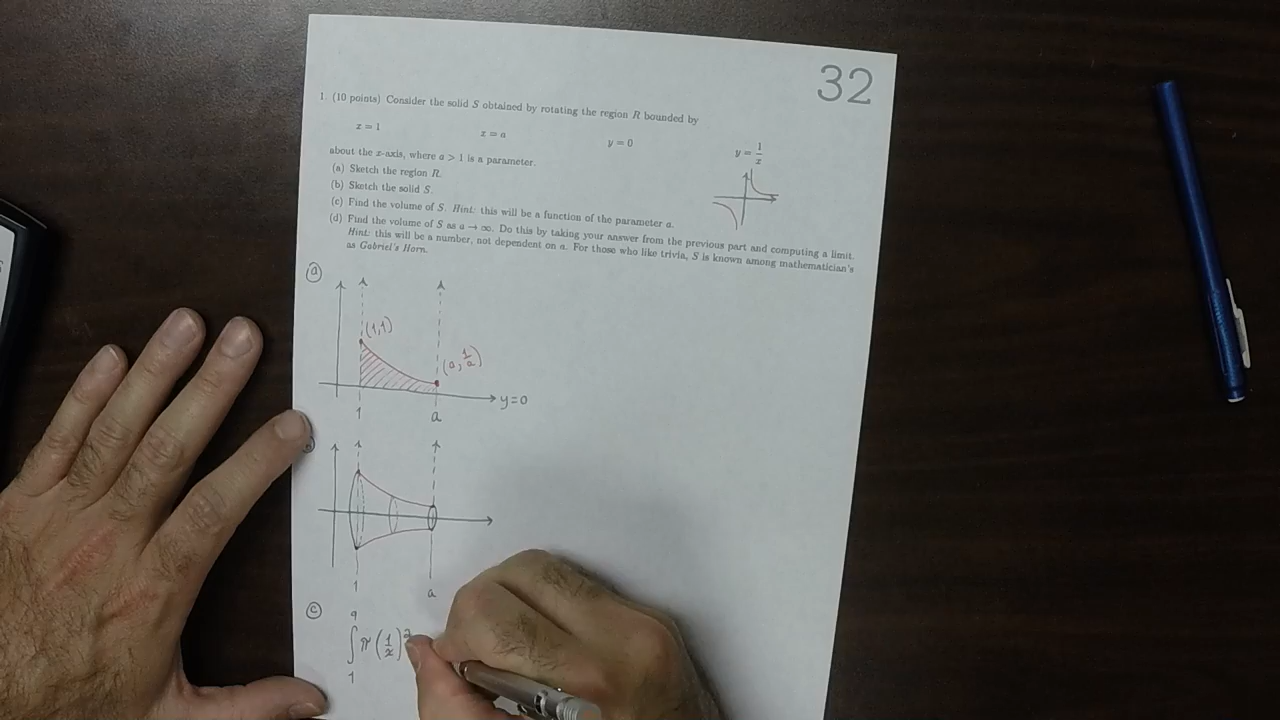 32
1. (10 points) Consider the solid S obtained by rotating the region R bounded by
x = 1    x = a    y = 0    y = 1/x
about the x-axis, where a > 1 is a parameter.
(a) Sketch the region R.
(b) Sketch the solid S.
(c) Find the volume of S. Hint: this will be a function of the parameter a.
(d) Find the volume of S as a → ∞. Do this by taking your answer from the previous part and computing a limit.
Hint: this will be a number, not dependent on a. For those who like trivia, S is known among mathematician's
as Gabriel's Horn.
ⓐ
(1,1)
(a, 1/a)
y=0
1    a
1    a
ⓒ
∫₁ᵃ π(1/x)²